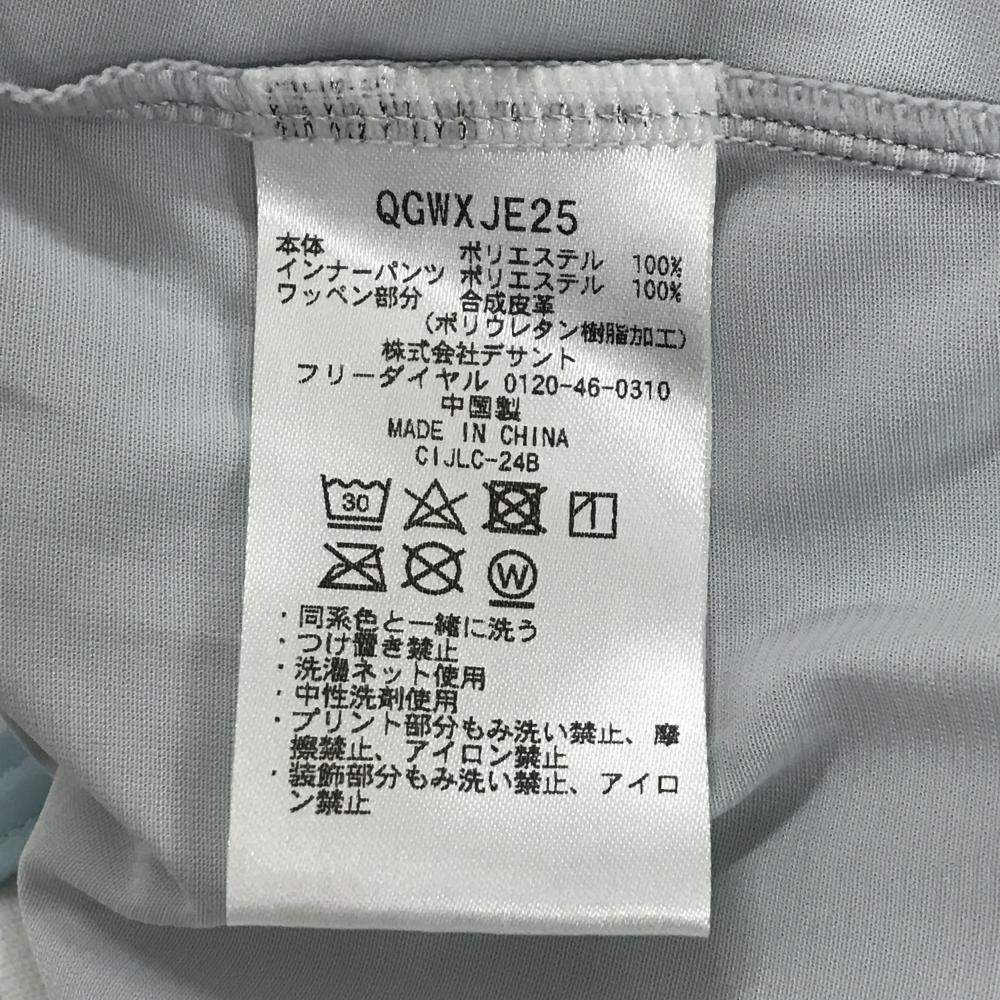 QGWXJE25
本体 ポリエステル 100%
インナーパンツ ポリエステル 100%
ワッペン部分 合成皮革
(ポリウレタン樹脂加工)
株式会社デサント
フリーダイヤル 0120-46-0310
中国製
MADE IN CHINA
CIJLC-24B
30
W
・同系色と一緒に洗う
・つけ置き禁止
・洗濯ネット使用
・中性洗剤使用
・プリント部分もみ洗い禁止、摩
擦禁止、アイロン禁止
・装飾部分もみ洗い禁止、アイロ
ン禁止